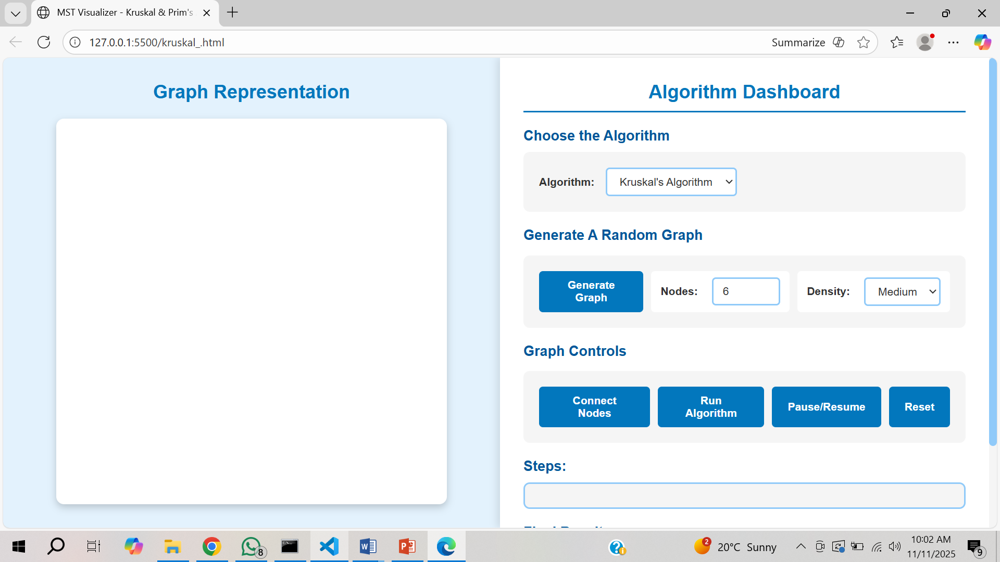 MST Visualizer - Kruskal & Prim's
127.0.0.1:5500/kruskal_.html
Summarize
Graph Representation
Algorithm Dashboard
Choose the Algorithm
Algorithm:
Kruskal's Algorithm
Generate A Random Graph
Generate
Graph
Nodes:
6
Density:
Medium
Graph Controls
Connect
Nodes
Run
Algorithm
Pause/Resume
Reset
Steps:
8
2
20°C Sunny
10:02 AM
11/11/2025
9